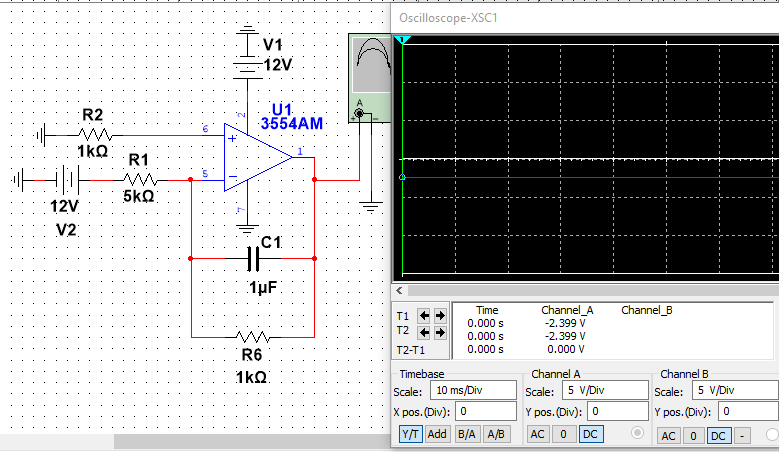 Oscilloscope-XSC1
1
V1
12V
A
+
-
2
U1
3554AM
R2
1kΩ
6
+
1
R1
5kΩ
5
−
12V
V2
7
C1
1µF
R6
1kΩ
T1
T2
T2-T1
Time Channel_A Channel_B
0.000 s -2.399 V
0.000 s -2.399 V
0.000 s 0.000 V
Timebase
Scale: 10 ms/Div
X pos.(Div): 0
Y/T Add B/A A/B
Channel A
Scale: 5 V/Div
Y pos.(Div): 0
AC 0 DC
Channel B
Scale: 5 V/Div
Y pos.(Div): 0
AC 0 DC -